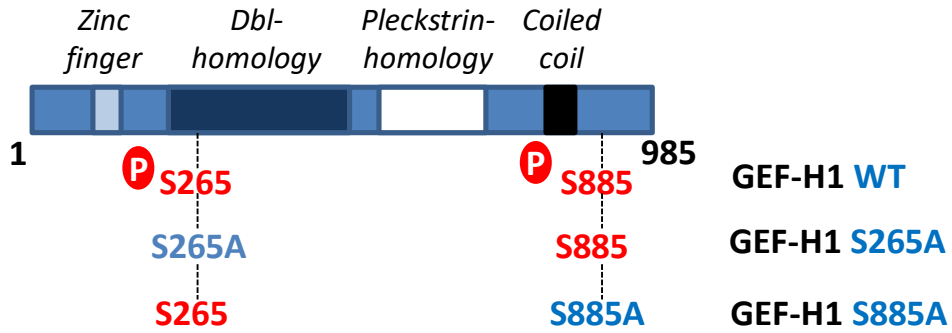 Zinc finger
Dbl-homology
Pleckstrin-homology
Coiled coil
1
985
P S265
P S885
GEF-H1 WT
S265A
S885
GEF-H1 S265A
S265
S885A
GEF-H1 S885A